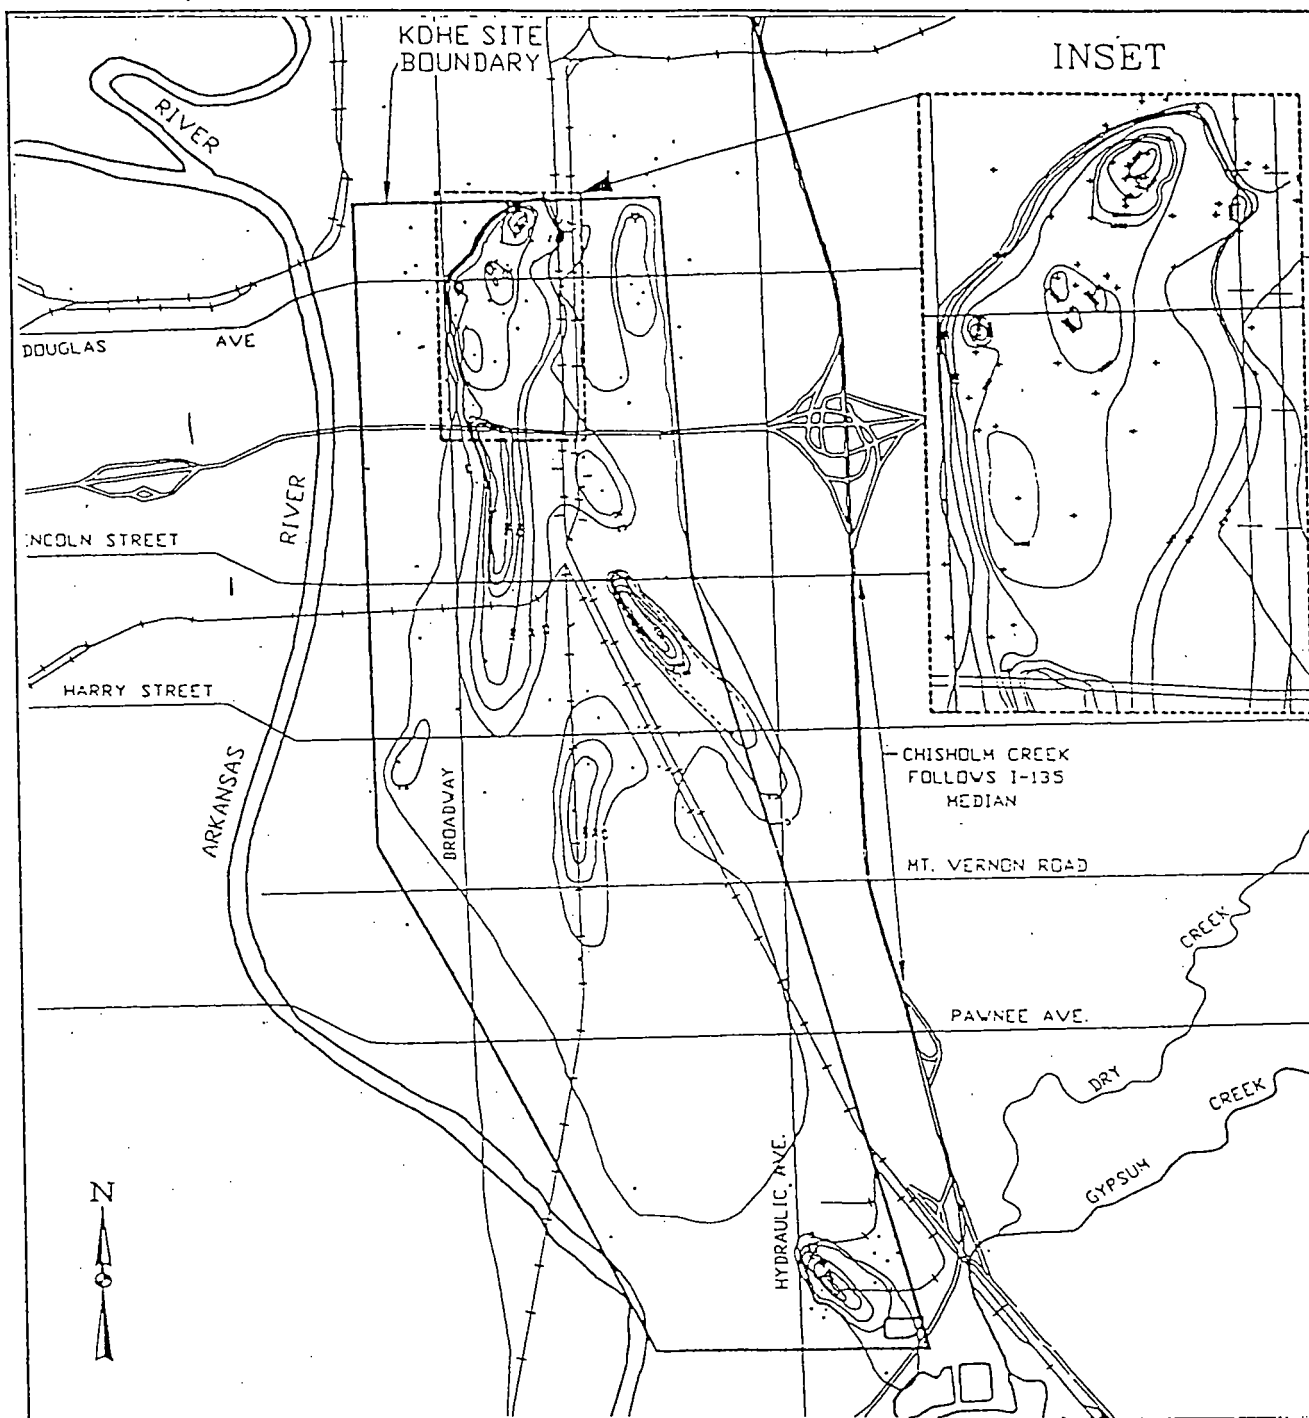 KDHE SITE
BOUNDARY
INSET
RIVER
DOUGLAS AVE
RIVER
NCOLN STREET
HARRY STREET
ARKANSAS
BROADWAY
CHISHOLM CREEK
FOLLOWS I-135
MEDIAN
MT. VERNON ROAD
CREEK
PAWNEE AVE.
DRY
CREEK
GYPSUM
HYDRAULIC AVE.
N